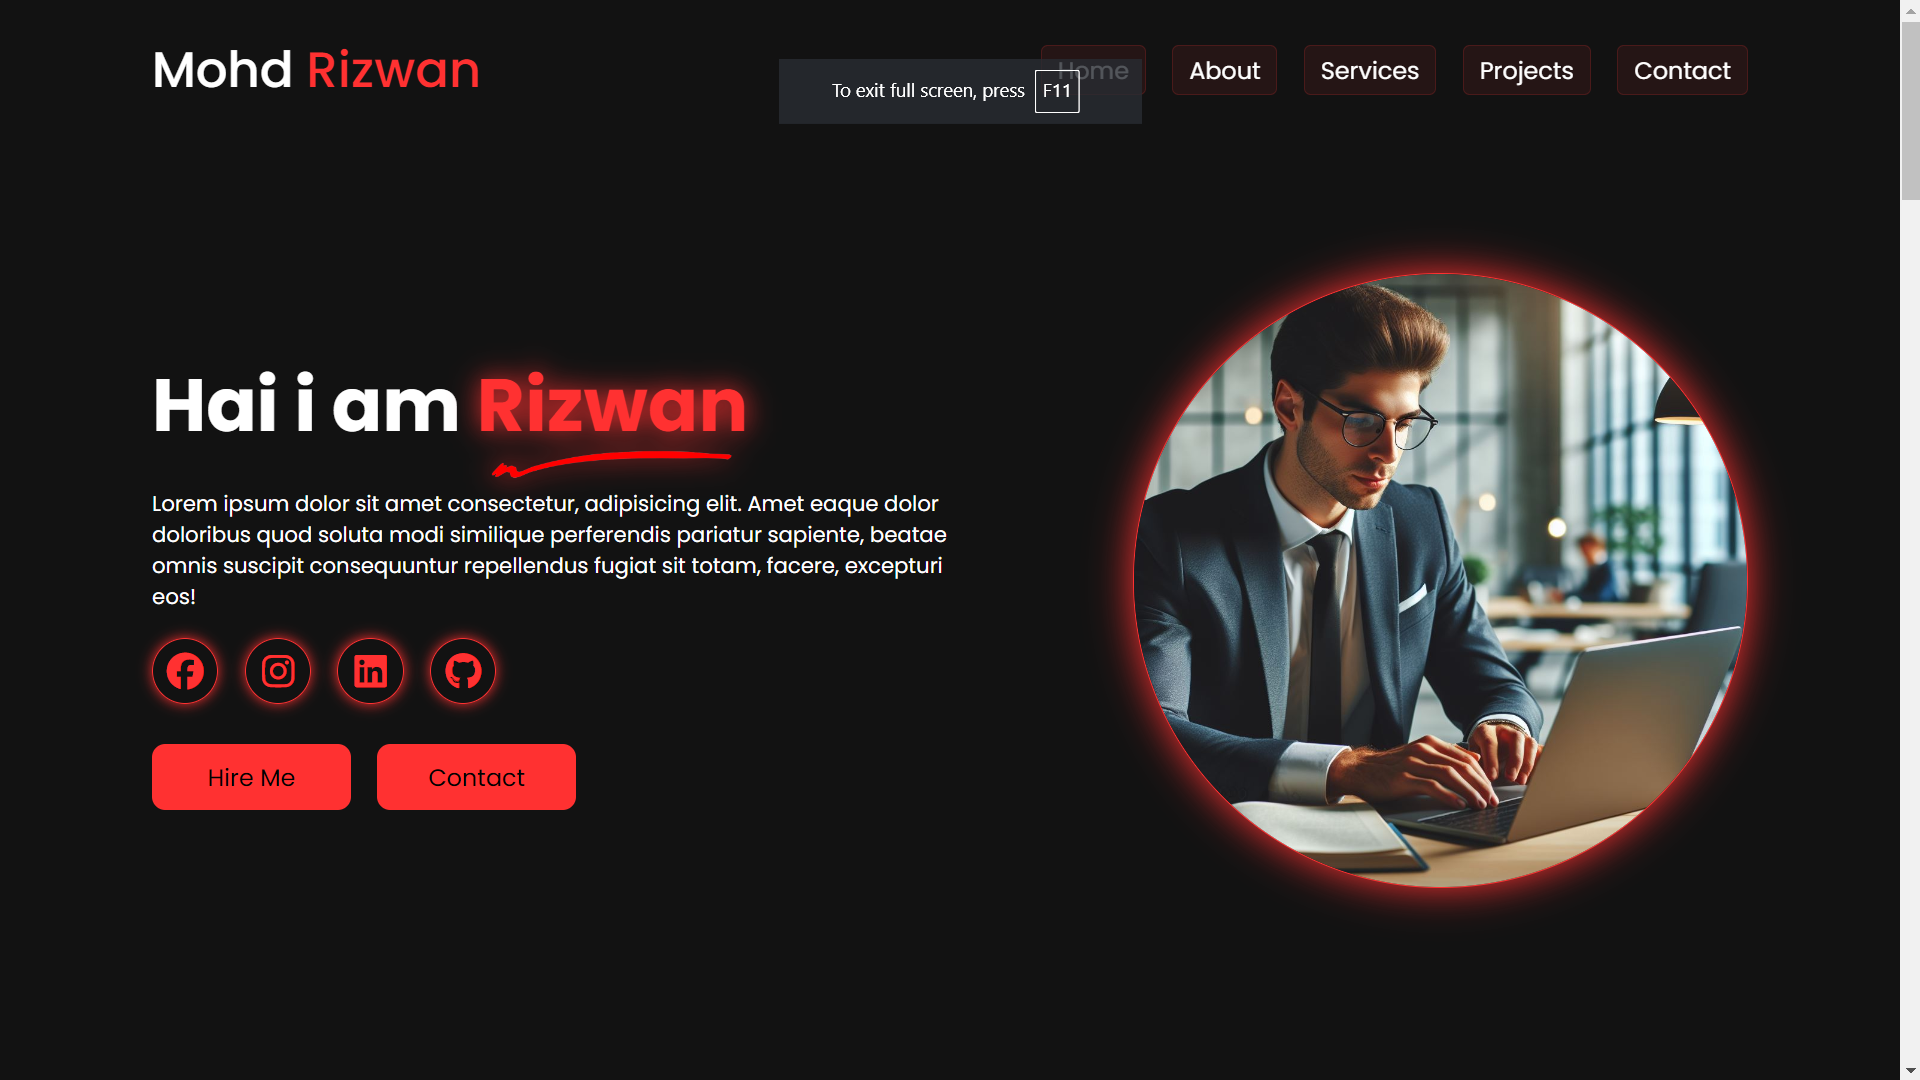 Mohd Rizwan
Home
About
Services
Projects
Contact
To exit full screen, press F11
Hai i am Rizwan
Lorem ipsum dolor sit amet consectetur, adipisicing elit. Amet eaque dolor
doloribus quod soluta modi similique perferendis pariatur sapiente, beatae
omnis suscipit consequuntur repellendus fugiat sit totam, facere, excepturi
eos!
Hire Me
Contact